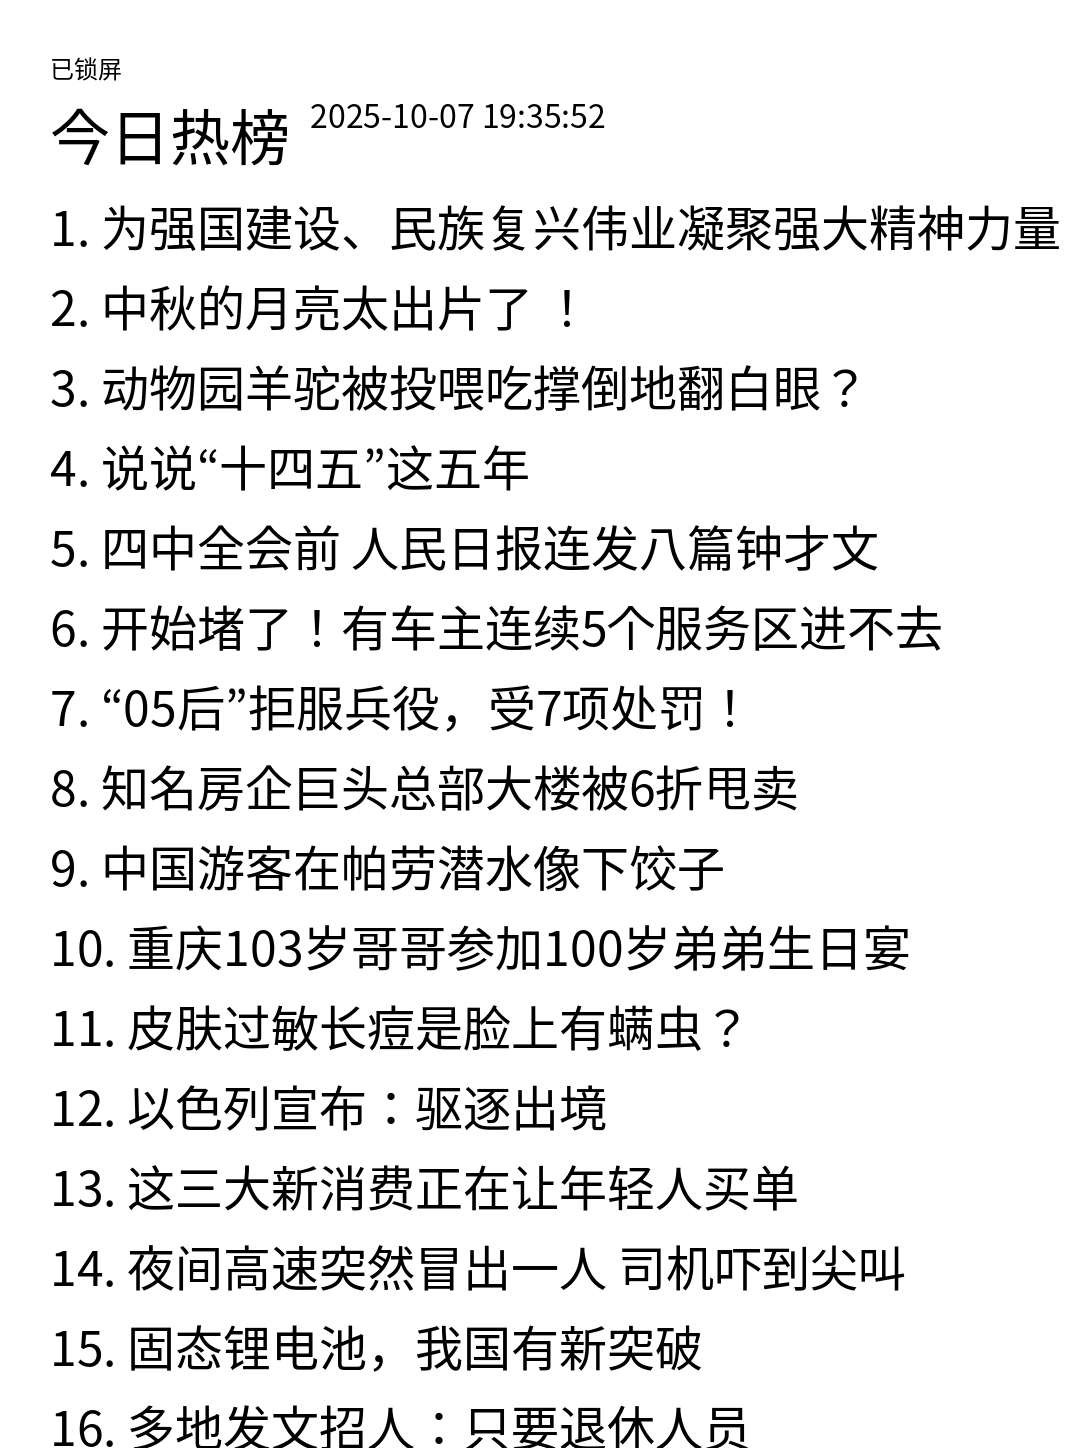 已锁屏
今日热榜 2025-10-07 19:35:52
1. 为强国建设、民族复兴伟业凝聚强大精神力量
2. 中秋的月亮太出片了 ！
3. 动物园羊驼被投喂吃撑倒地翻白眼？
4. 说说“十四五”这五年
5. 四中全会前 人民日报连发八篇钟才文
6. 开始堵了！有车主连续5个服务区进不去
7. “05后”拒服兵役，受7项处罚！
8. 知名房企巨头总部大楼被6折甩卖
9. 中国游客在帕劳潜水像下饺子
10. 重庆103岁哥哥参加100岁弟弟生日宴
11. 皮肤过敏长痘是脸上有螨虫？
12. 以色列宣布：驱逐出境
13. 这三大新消费正在让年轻人买单
14. 夜间高速突然冒出一人 司机吓到尖叫
15. 固态锂电池，我国有新突破
16. 多地发文招人：只要退休人员